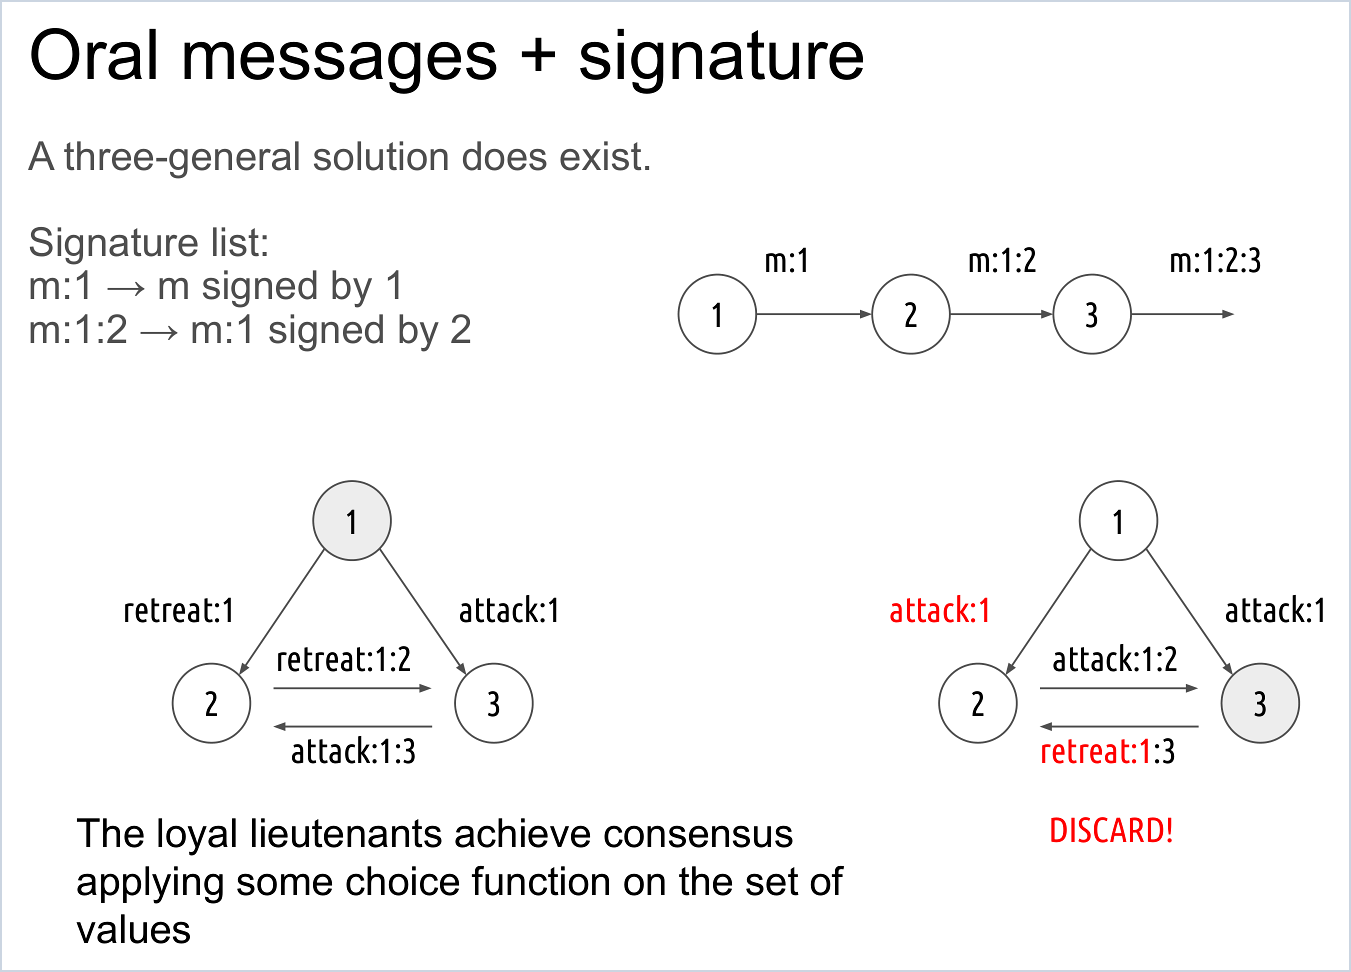 Oral messages + signature
A three-general solution does exist.
Signature list:
m:1 → m signed by 1
m:1:2 → m:1 signed by 2
m:1
m:1:2
m:1:2:3
1
2
3
1
retreat:1
attack:1
retreat:1:2
2
3
attack:1:3
1
attack:1
attack:1
attack:1:2
2
3
retreat:1:3
The loyal lieutenants achieve consensus
applying some choice function on the set of
values
DISCARD!